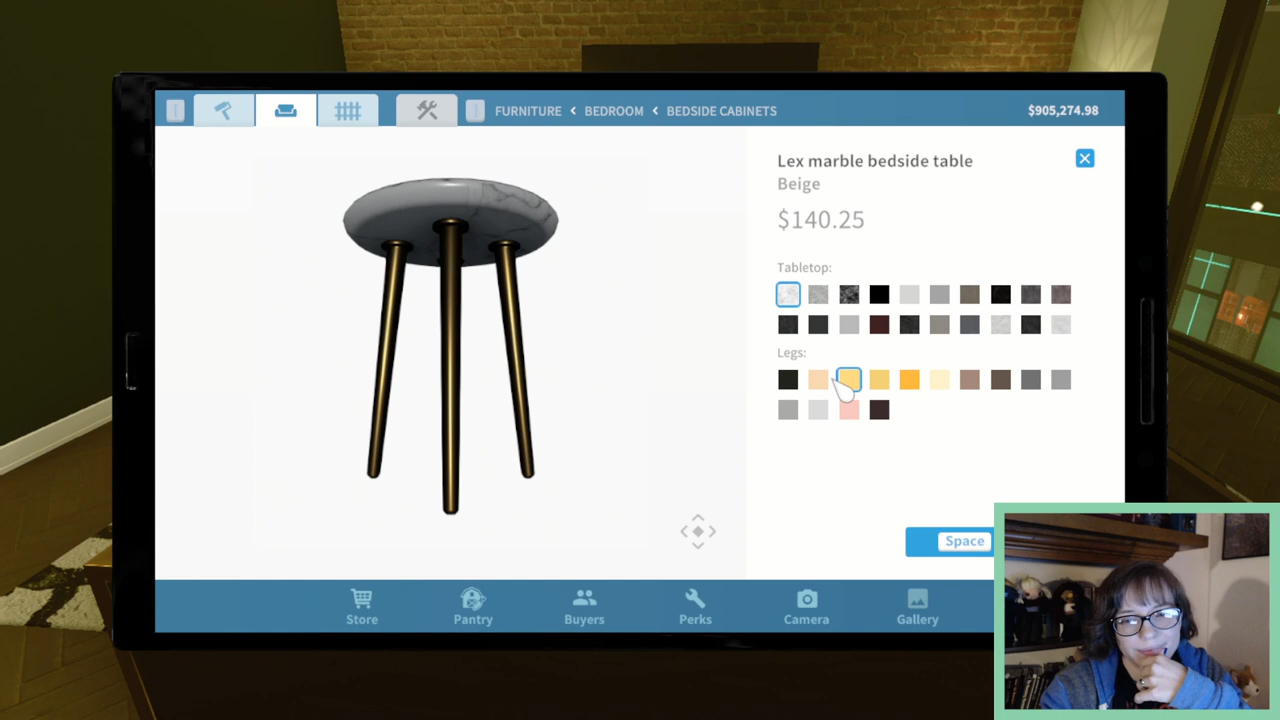 FURNITURE < BEDROOM < BEDSIDE CABINETS
$905,274.98
Lex marble bedside table
Beige
$140.25
Tabletop:
Legs:
Space
Store
Pantry
Buyers
Perks
Camera
Gallery